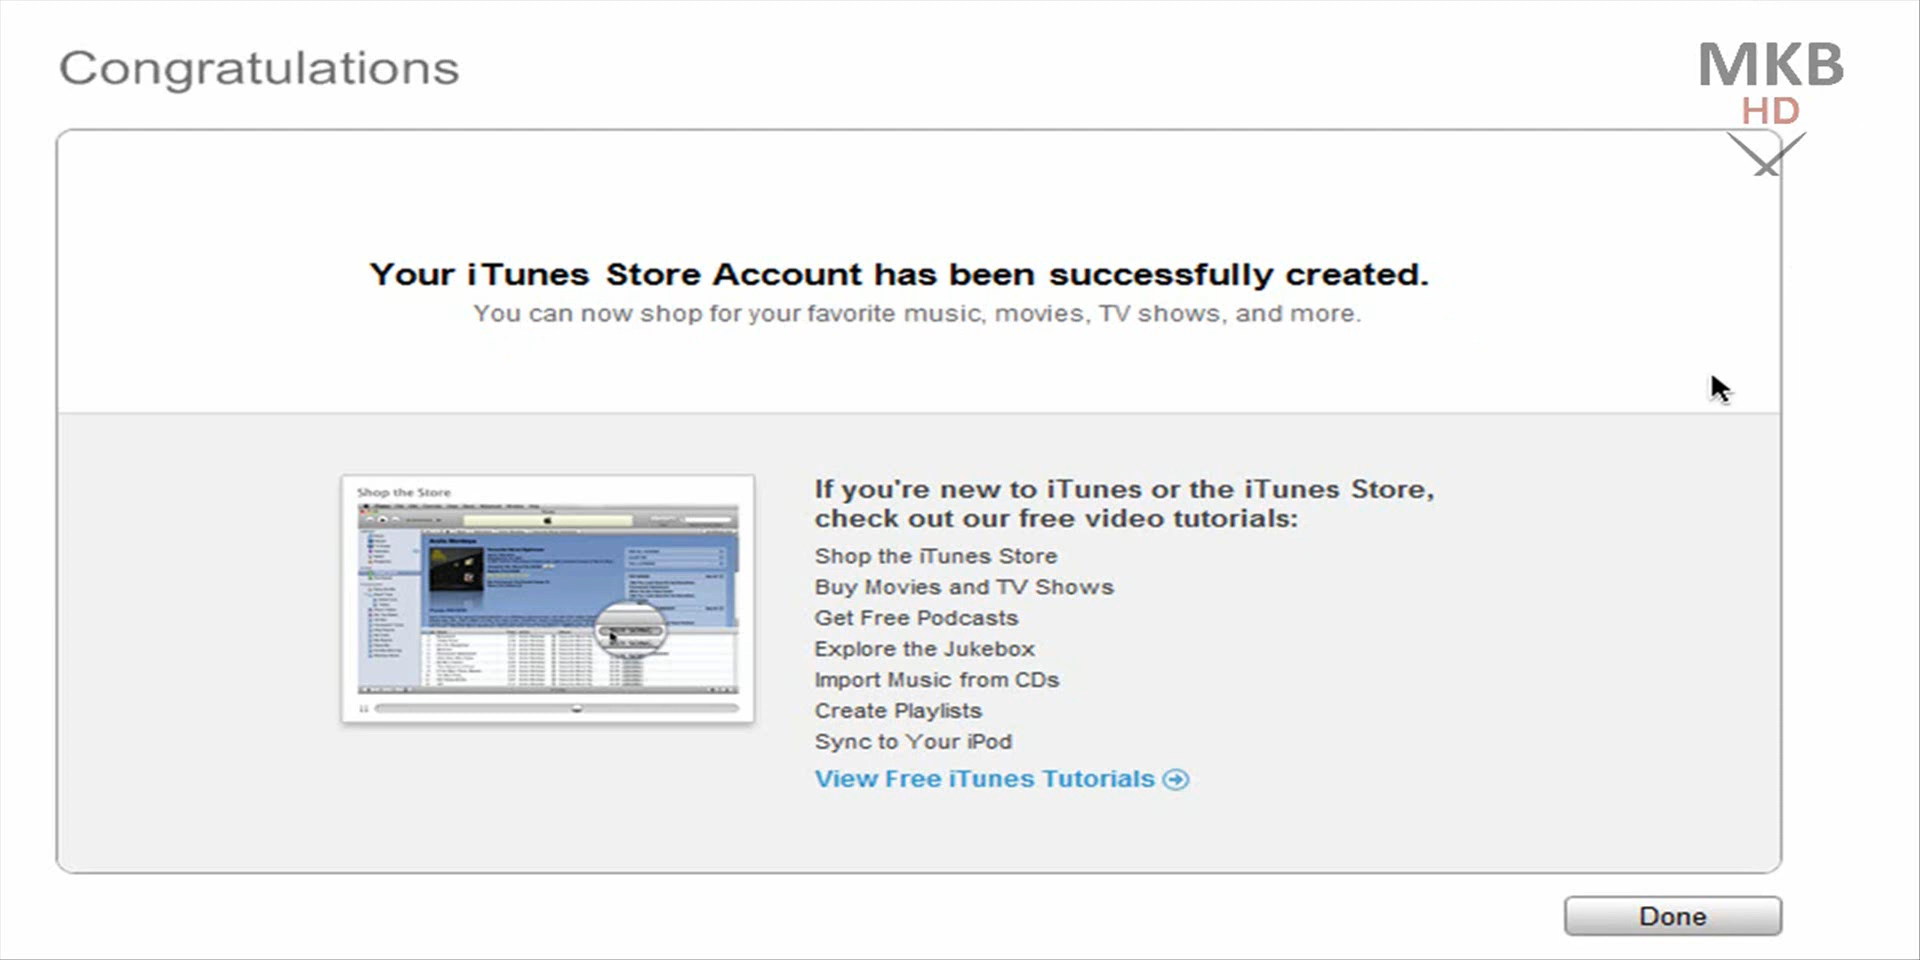 Congratulations
MKB
HD
Your iTunes Store Account has been successfully created.
You can now shop for your favorite music, movies, TV shows, and more.
Shop the Store
If you're new to iTunes or the iTunes Store,
check out our free video tutorials:
Shop the iTunes Store
Buy Movies and TV Shows
Get Free Podcasts
Explore the Jukebox
Import Music from CDs
Create Playlists
Sync to Your iPod
View Free iTunes Tutorials
Done